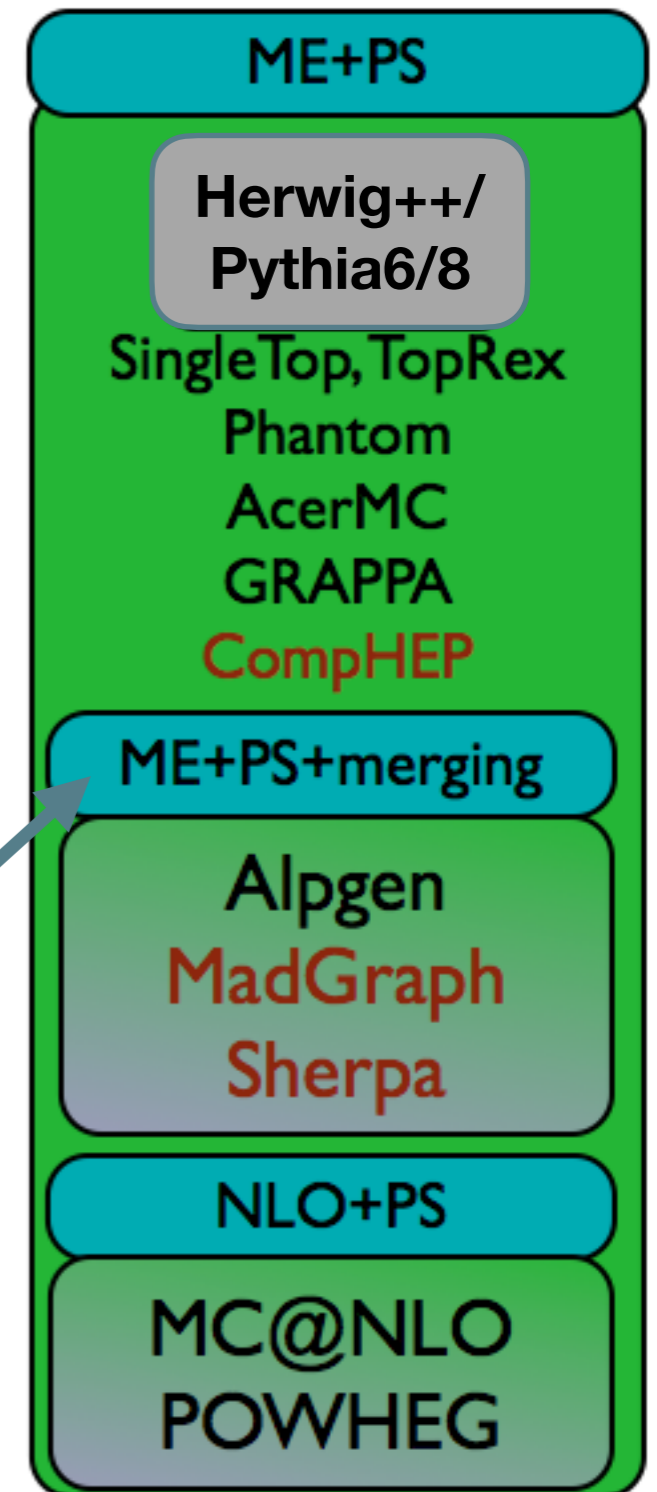 ME+PS
Herwig++/
Pythia6/8
SingleTop, TopRex
Phantom
AcerMC
GRAPPA
CompHEP
ME+PS+merging
Alpgen
MadGraph
Sherpa
NLO+PS
MC@NLO
POWHEG